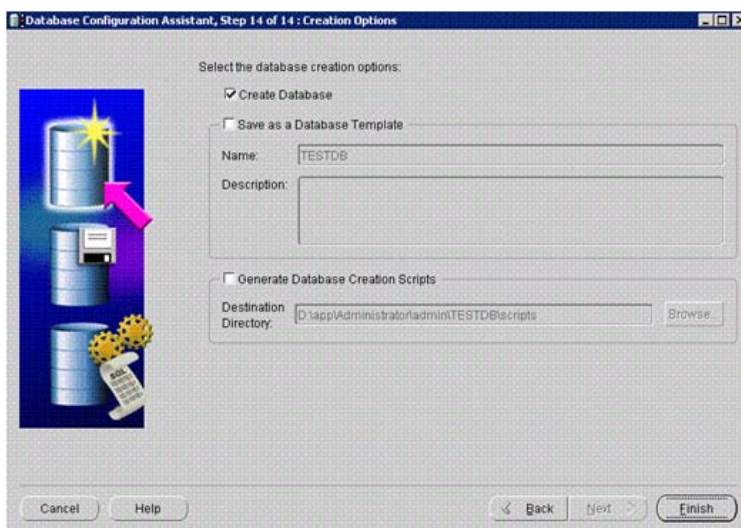 Database Configuration Assistant, Step 14 of 14 : Creation Options
Select the database creation options:
Create Database
Save as a Database Template
Name: TESTDB
Description:
Generate Database Creation Scripts
Destination Directory: D:\app\Administrator\admin\TESTDB\scripts Browse...
SQL
Cancel Help Back Next Finish